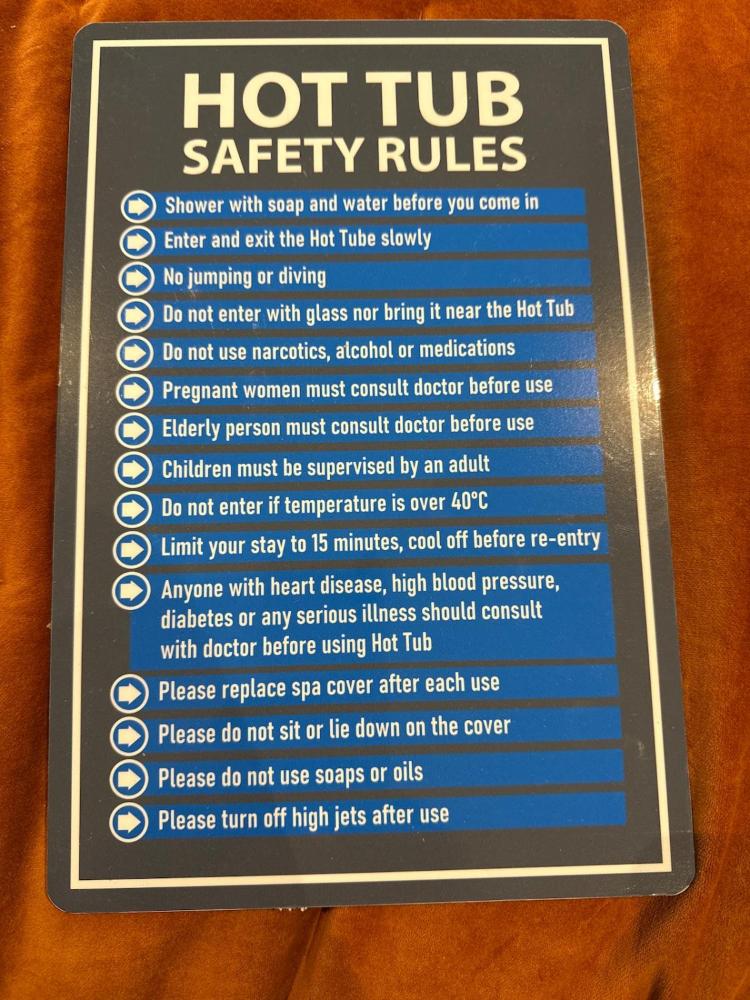 HOT TUB
SAFETY RULES
Shower with soap and water before you come in
Enter and exit the Hot Tube slowly
No jumping or diving
Do not enter with glass nor bring it near the Hot Tub
Do not use narcotics, alcohol or medications
Pregnant women must consult doctor before use
Elderly person must consult doctor before use
Children must be supervised by an adult
Do not enter if temperature is over 40°C
Limit your stay to 15 minutes, cool off before re-entry
Anyone with heart disease, high blood pressure,
diabetes or any serious illness should consult
with doctor before using Hot Tub
Please replace spa cover after each use
Please do not sit or lie down on the cover
Please do not use soaps or oils
Please turn off high jets after use